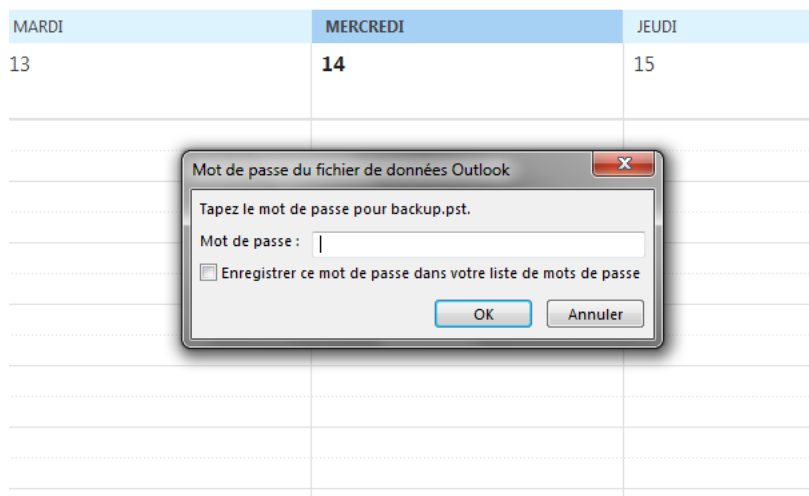 MARDI MERCREDI JEUDI
13 14 15
Mot de passe du fichier de données Outlook
Tapez le mot de passe pour backup.pst.
Mot de passe :
Enregistrer ce mot de passe dans votre liste de mots de passe
OK Annuler